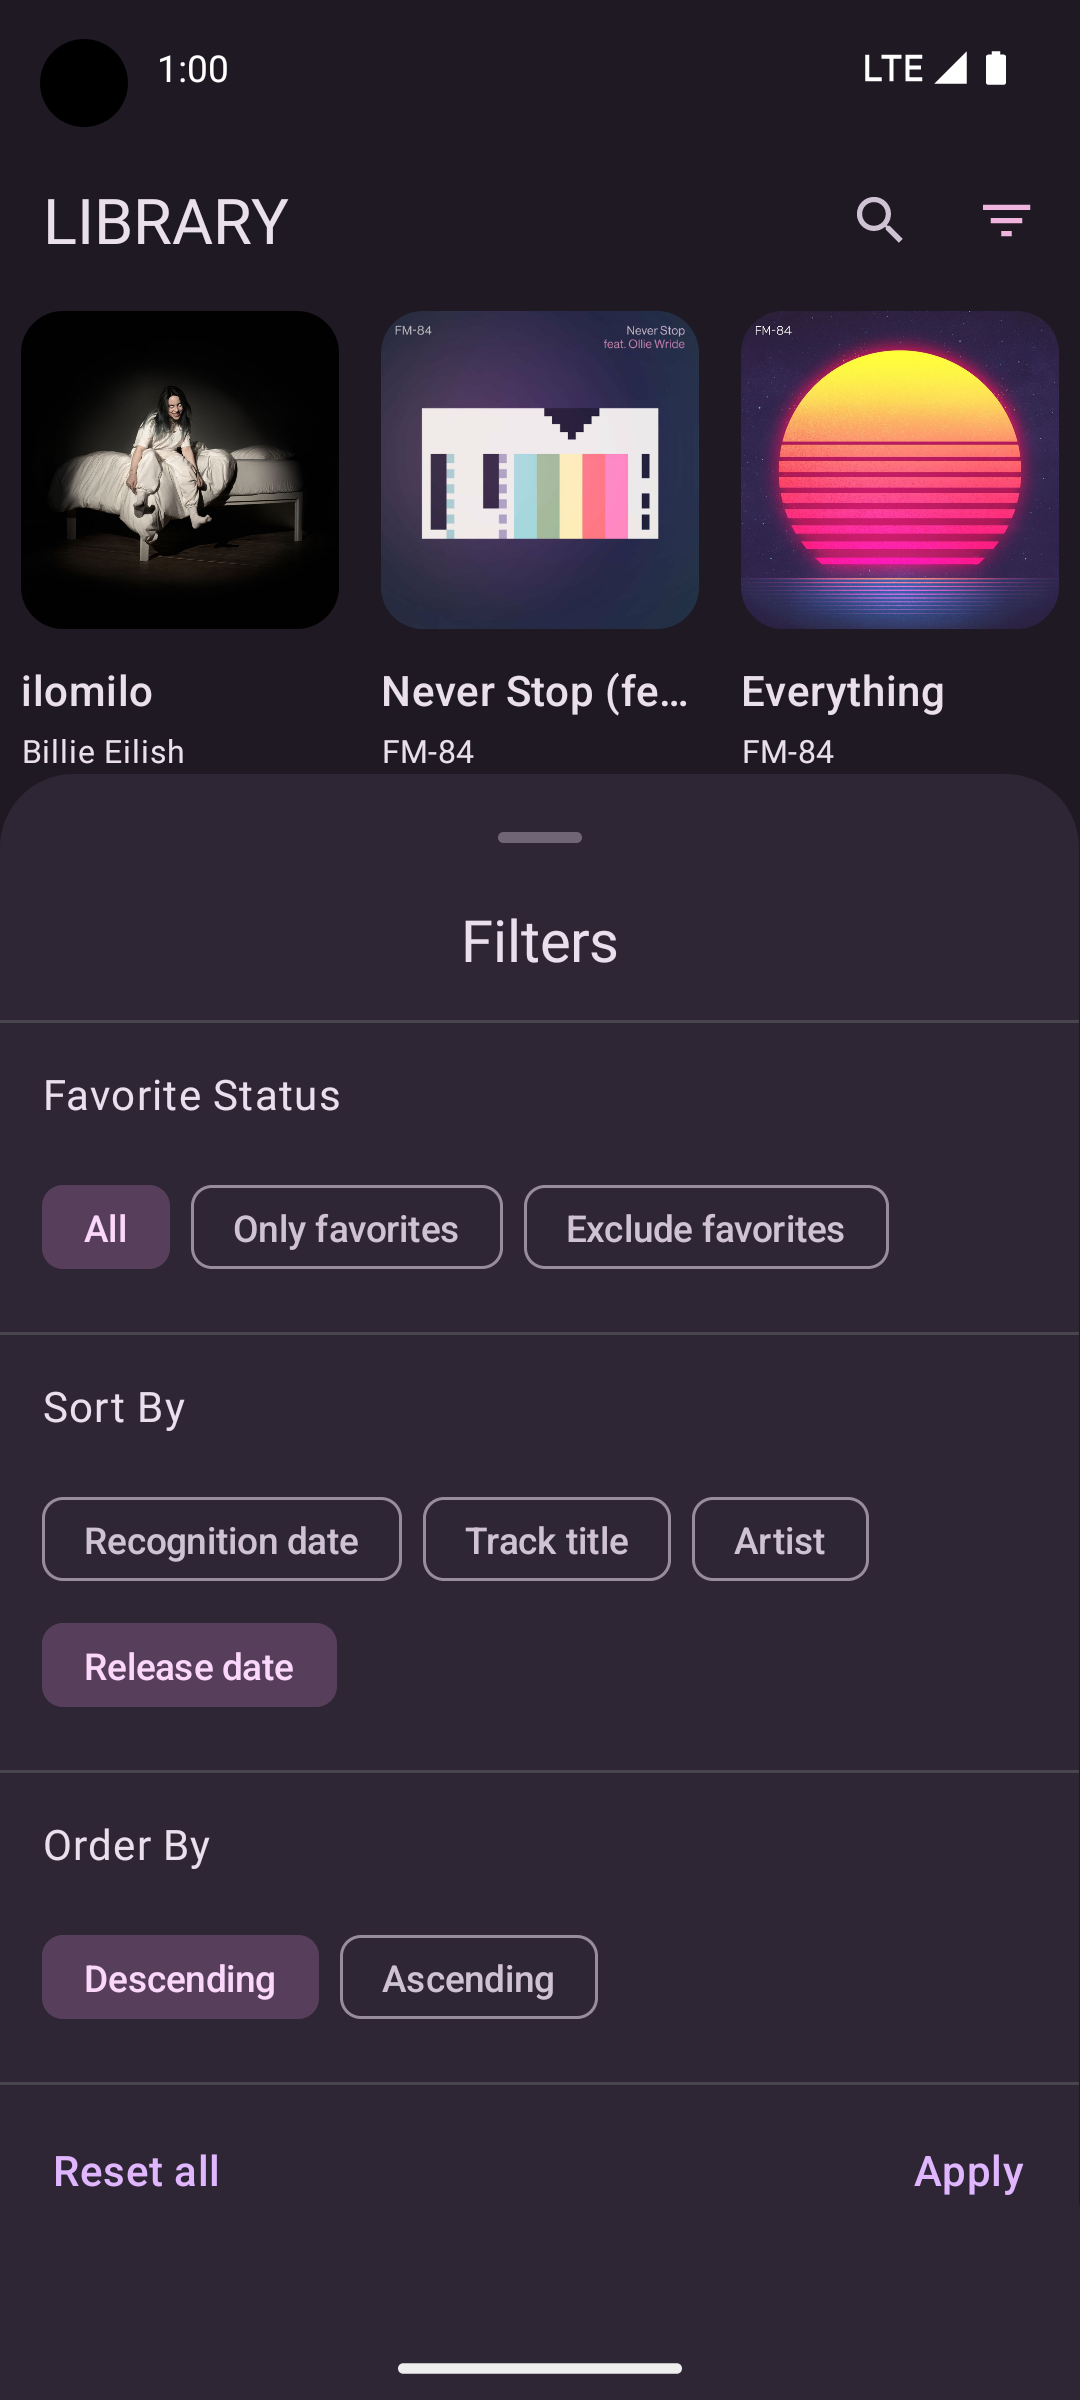 1:00
LTE
LIBRARY
FM-84
Never Stop
feat. Ollie Wride
FM-84
ilomilo
Never Stop (fe…
Everything
Billie Eilish
FM-84
FM-84
Filters
Favorite Status
All
Only favorites
Exclude favorites
Sort By
Recognition date
Track title
Artist
Release date
Order By
Descending
Ascending
Reset all
Apply